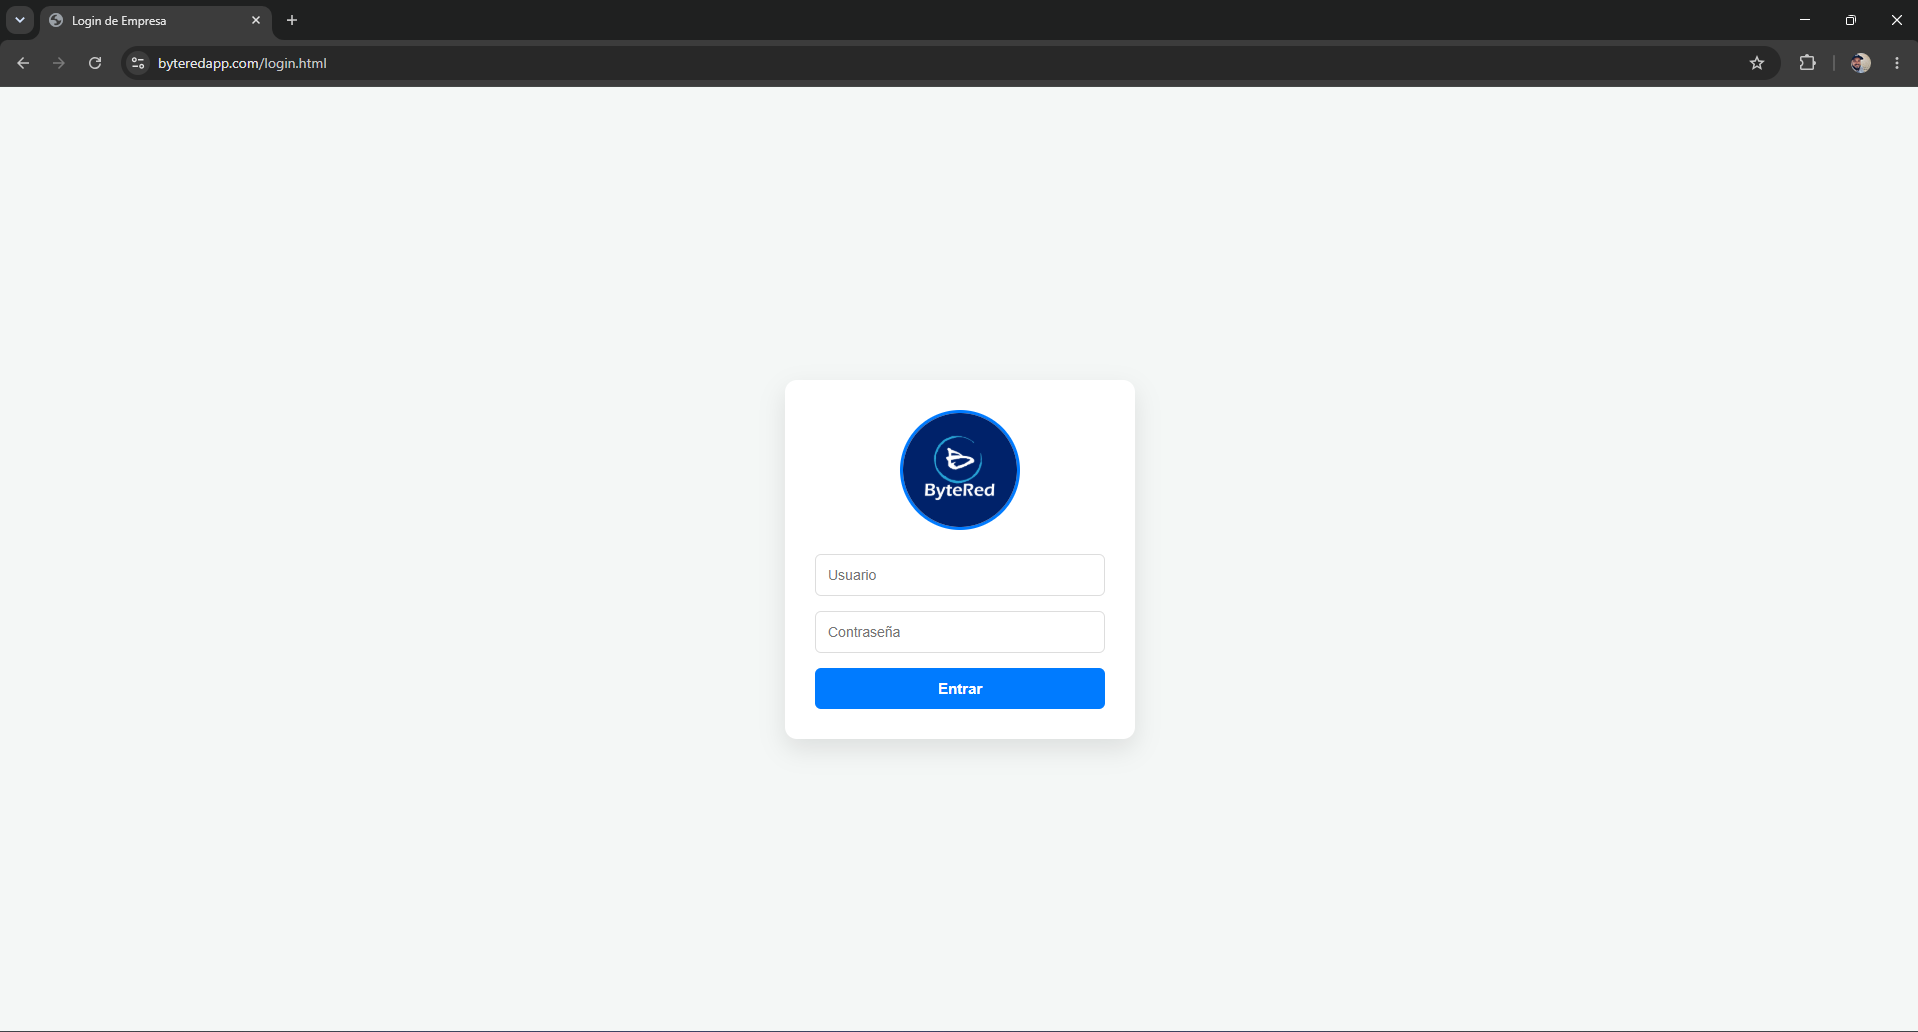 Login de Empresa
byteredapp.com/login.html
ByteRed
Usuario
Contraseña
Entrar